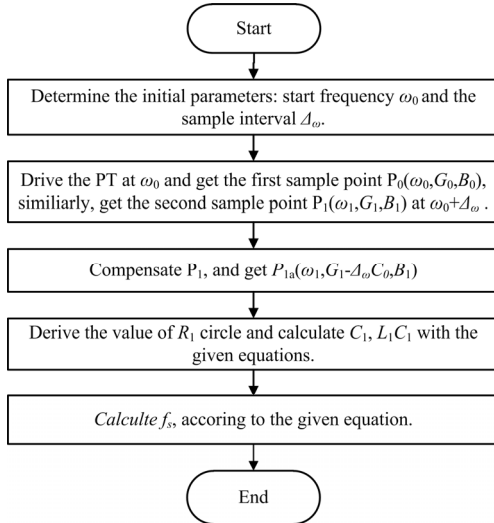 Start
Determine the initial parameters: start frequency ω₀ and the
sample interval Δω.
Drive the PT at ω₀ and get the first sample point P₀(ω₀,G₀,B₀),
similiarly, get the second sample point P₁(ω₁,G₁,B₁) at ω₀+Δω .
Compensate P₁, and get P₁ₐ(ω₁,G₁-ΔωC₀,B₁)
Derive the value of R₁ circle and calculate C₁, L₁C₁ with the
given equations.
Calculte fₛ, accoring to the given equation.
End